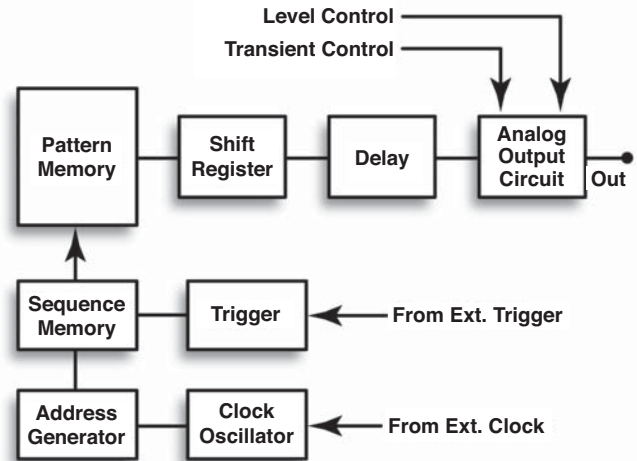 Level Control
Transient Control
Pattern
Memory
Shift
Register
Delay
Analog
Output
Circuit
Out
Sequence
Memory
Trigger
From Ext. Trigger
Address
Generator
Clock
Oscillator
From Ext. Clock